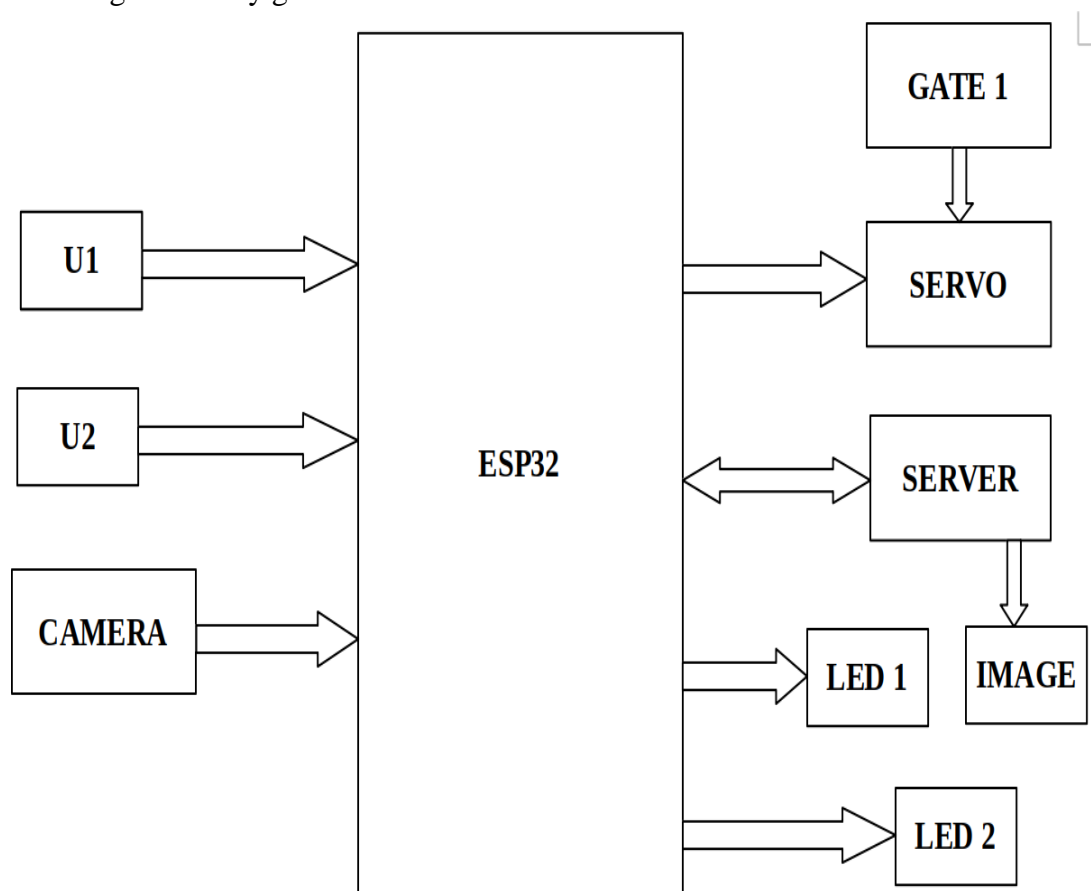 GATE 1
U1
SERVO
U2
ESP32
SERVER
CAMERA
LED 1
IMAGE
LED 2